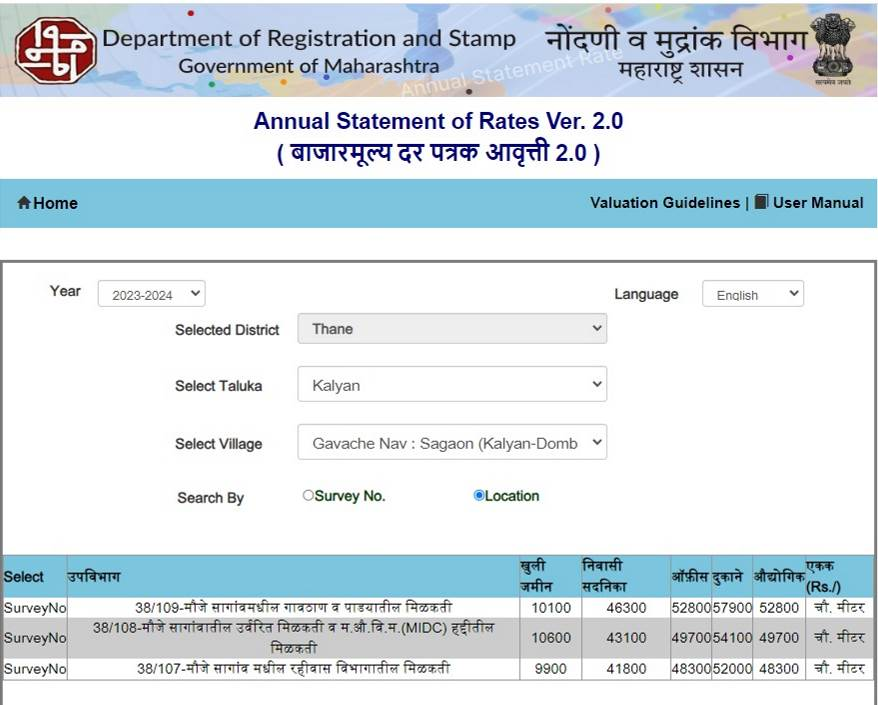 Department of Registration and Stamp
Government of Maharashtra
नोंदणी व मुद्रांक विभाग
महाराष्ट्र शासन
सत्यमेव जयते
Annual Statement Rate
Annual Statement of Rates Ver. 2.0
( बाजारमूल्य दर पत्रक आवृत्ती 2.0 )
Home Valuation Guidelines | User Manual
Year 2023-2024 Language English
Selected District Thane
Select Taluka Kalyan
Select Village Gavache Nav : Sagaon (Kalyan-Domb
Search By Survey No. Location
Select उपविभाग खुली जमीन निवासी सदनिका ऑफ़ीस दुकाने औद्योगिक एकक (Rs./)
SurveyNo 38/109-मौजे सागांवमधील गावठाण व पाडयातील मिळकती 10100 46300 52800 57900 52800 चौ. मीटर
SurveyNo 38/108-मौजे सागांवातील उर्वरित मिळकती व म.औ.वि.म.(MIDC) हद्दीतील मिळकती 10600 43100 49700 54100 49700 चौ. मीटर
SurveyNo 38/107-मौजे सागांव मधील रहीवास विभागातील मिळकती 9900 41800 48300 52000 48300 चौ. मीटर